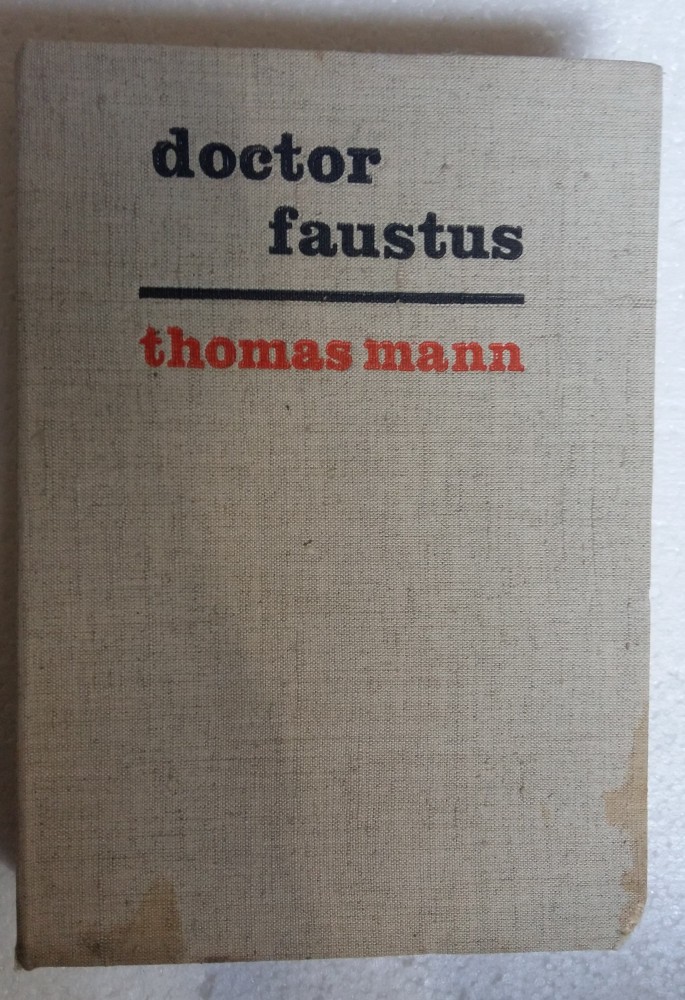 doctor
faustus
thomas mann